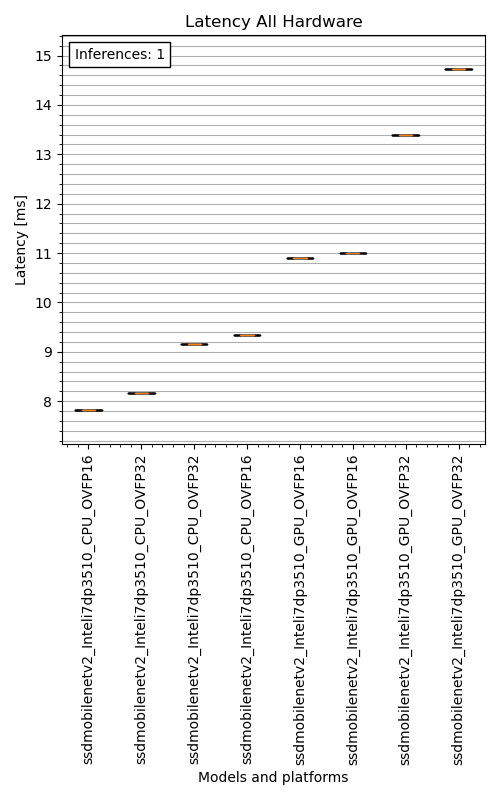 Latency All Hardware
Inferences: 1
15
14
13
12
11
10
9
8
Latency [ms]
ssdmobilenetv2_Inteli7dp3510_CPU_OVFP16
ssdmobilenetv2_Inteli7dp3510_CPU_OVFP32
ssdmobilenetv2_Inteli7dp3510_CPU_OVFP32
ssdmobilenetv2_Inteli7dp3510_CPU_OVFP16
ssdmobilenetv2_Inteli7dp3510_GPU_OVFP16
ssdmobilenetv2_Inteli7dp3510_GPU_OVFP16
ssdmobilenetv2_Inteli7dp3510_GPU_OVFP32
ssdmobilenetv2_Inteli7dp3510_GPU_OVFP32
Models and platforms